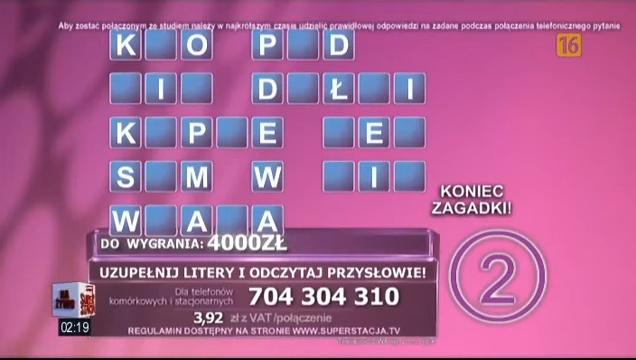 Aby zostać połączonym ze studiem należy w najkrótszym czasie udzielić prawidłowej odpowiedzi na zadane podczas połączenia telefonicznego pytanie
K O P D
16
I D Ł I
K P E E
S M W I
KONIEC ZAGADKI!
W A A
DO WYGRANIA: 4000ZŁ
UZUPEŁNIJ LITERY I ODCZYTAJ PRZYSŁOWIE!
2
Dla telefonów
komórkowych i stacjonarnych 704 304 310
3,92 zł z VAT /połączenie
NA ŻYWO
02:19
REGULAMIN DOSTĘPNY NA STRONIE WWW.SUPERSTACJA.TV